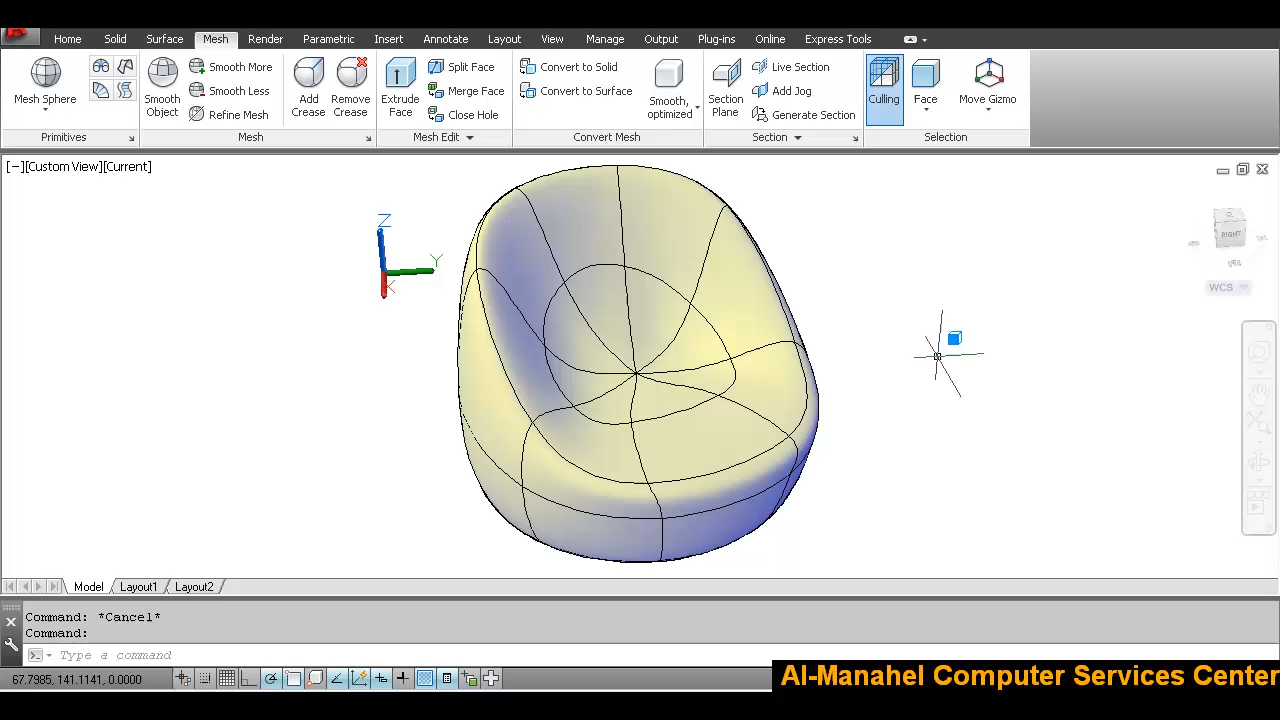 Home Solid Surface Mesh Render Parametric Insert Annotate Layout View Manage Output Plug-ins Online Express Tools
Mesh Sphere
Primitives
Smooth Object
Smooth More
Smooth Less
Refine Mesh
Add Crease
Remove Crease
Mesh
Extrude Face
Split Face
Merge Face
Close Hole
Mesh Edit
Convert to Solid
Convert to Surface
Smooth, optimized
Convert Mesh
Section Plane
Live Section
Add Jog
Generate Section
Section
Culling
Face
Move Gizmo
Selection
[−][Custom View][Current]
Z
Y
X
RIGHT
WCS
Model Layout1 Layout2
Command: *Cancel*
Command:
Type a command
67.7985, 141.1141, 0.0000
Al-Manahel Computer Services Center